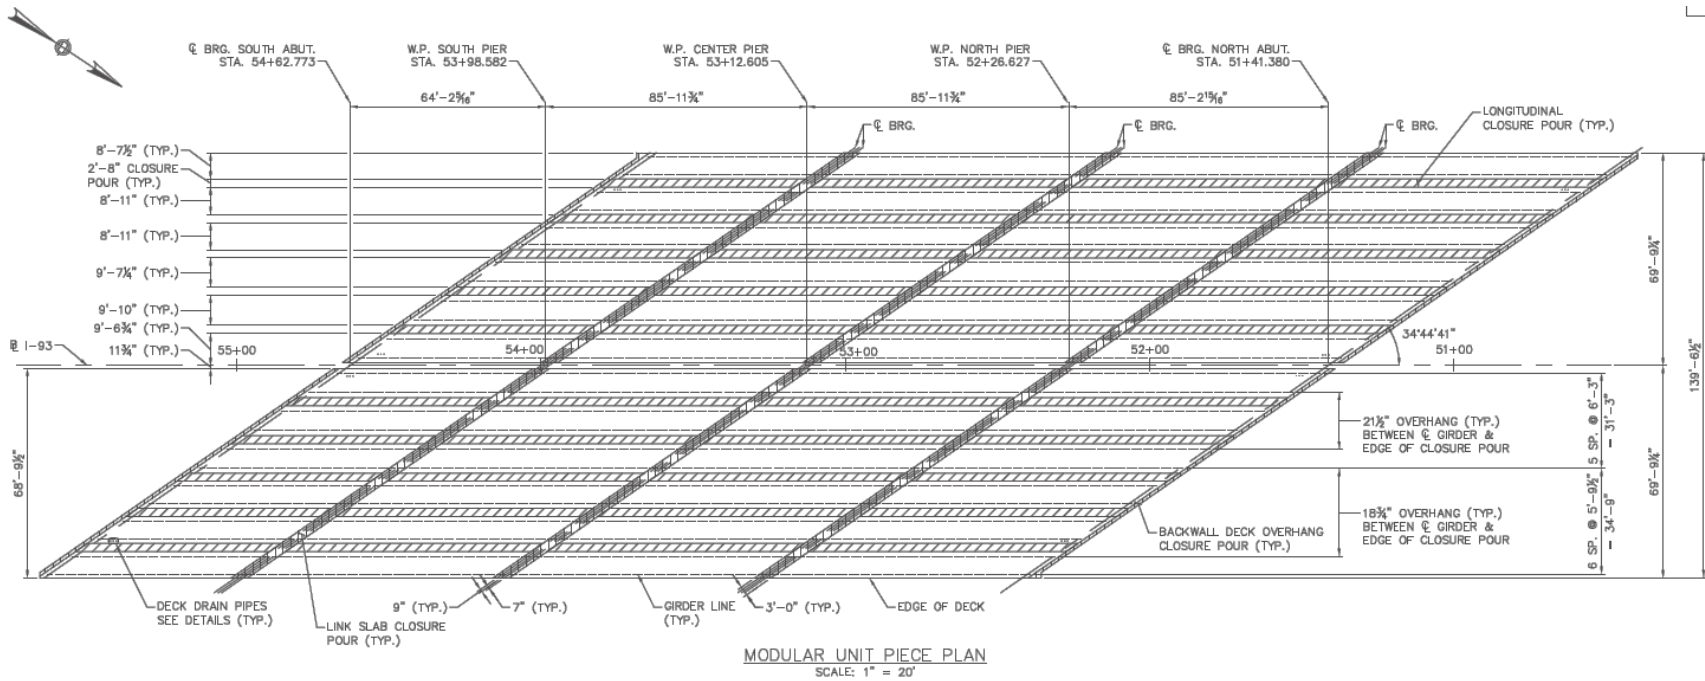 ℄ BRG. SOUTH ABUT.
STA. 54+62.773
W.P. SOUTH PIER
STA. 53+98.582
W.P. CENTER PIER
STA. 53+12.605
W.P. NORTH PIER
STA. 52+26.627
℄ BRG. NORTH ABUT.
STA. 51+41.380
64'-2 5/16"
85'-11¾"
85'-11¾"
85'-2 15/16"
℄ BRG.
℄ BRG.
℄ BRG.
LONGITUDINAL
CLOSURE POUR (TYP.)
8'-7½" (TYP.)
2'-8" CLOSURE
POUR (TYP.)
8'-11" (TYP.)
8'-11" (TYP.)
9'-7¼" (TYP.)
9'-10" (TYP.)
9'-6¾" (TYP.)
11¾" (TYP.)
℄ I-93
55+00
54+00
53+00
52+00
51+00
34°44'41"
69'-9¼"
139'-6½"
69'-9¼"
68'-9½"
21½" OVERHANG (TYP.)
BETWEEN ℄ GIRDER &
EDGE OF CLOSURE POUR
5 SP. @ 6'-3"
= 31'-3"
18¾" OVERHANG (TYP.)
BETWEEN ℄ GIRDER &
EDGE OF CLOSURE POUR
6 SP. @ 5'-9½"
= 34'-9"
BACKWALL DECK OVERHANG
CLOSURE POUR (TYP.)
DECK DRAIN PIPES
SEE DETAILS (TYP.)
LINK SLAB CLOSURE
POUR (TYP.)
9" (TYP.)
7" (TYP.)
GIRDER LINE
(TYP.)
3'-0" (TYP.)
EDGE OF DECK
MODULAR UNIT PIECE PLAN
SCALE: 1" = 20'